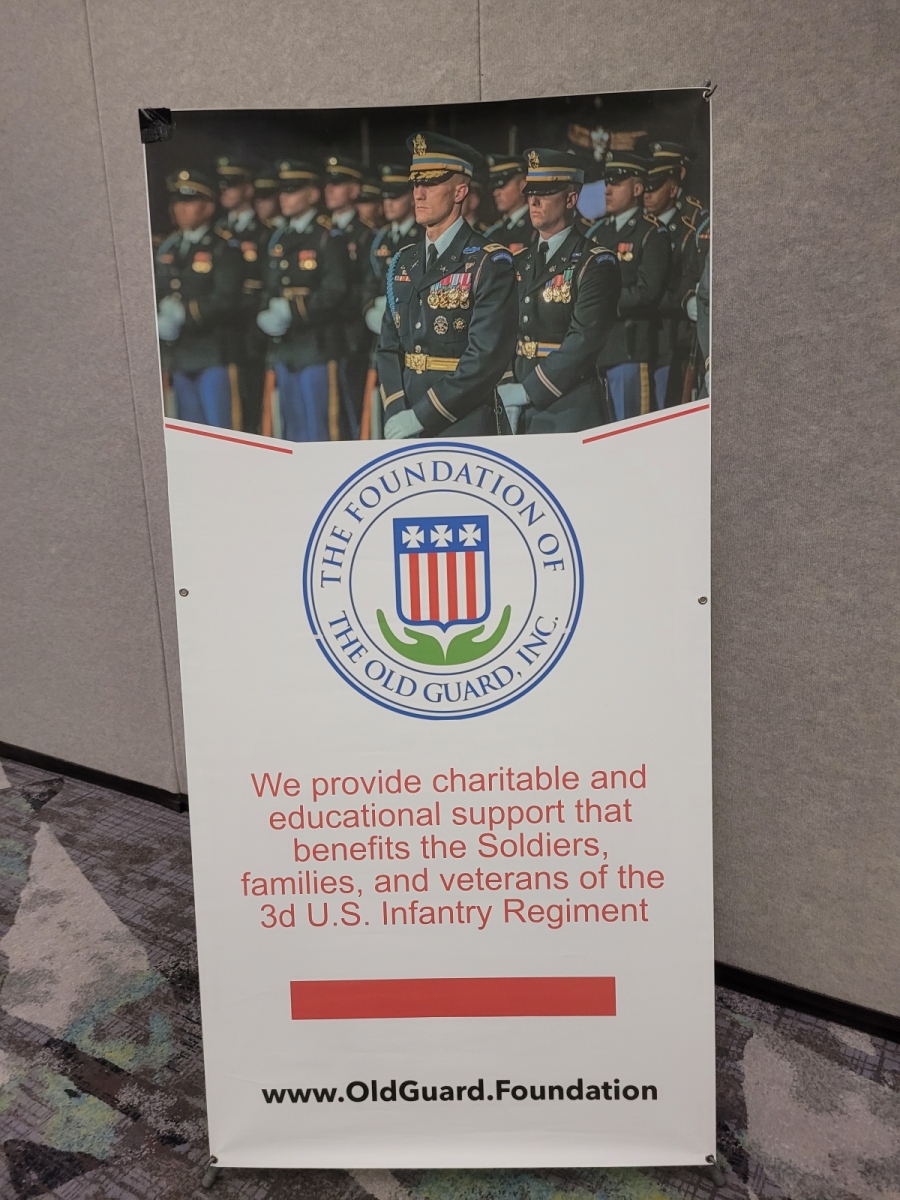 THE FOUNDATION OF
THE OLD GUARD, INC.
We provide charitable and
educational support that
benefits the Soldiers,
families, and veterans of the
3d U.S. Infantry Regiment
www.OldGuard.Foundation